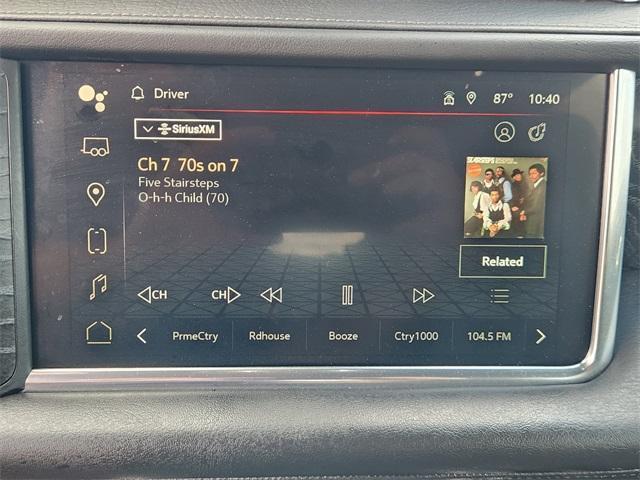 Driver
87° 10:40
SiriusXM
Ch 7 70s on 7
Five Stairsteps
O-h-h Child (70)
STAIRSTEPS
Related
CH CH
PrmeCtry Rdhouse Booze Ctry1000 104.5 FM